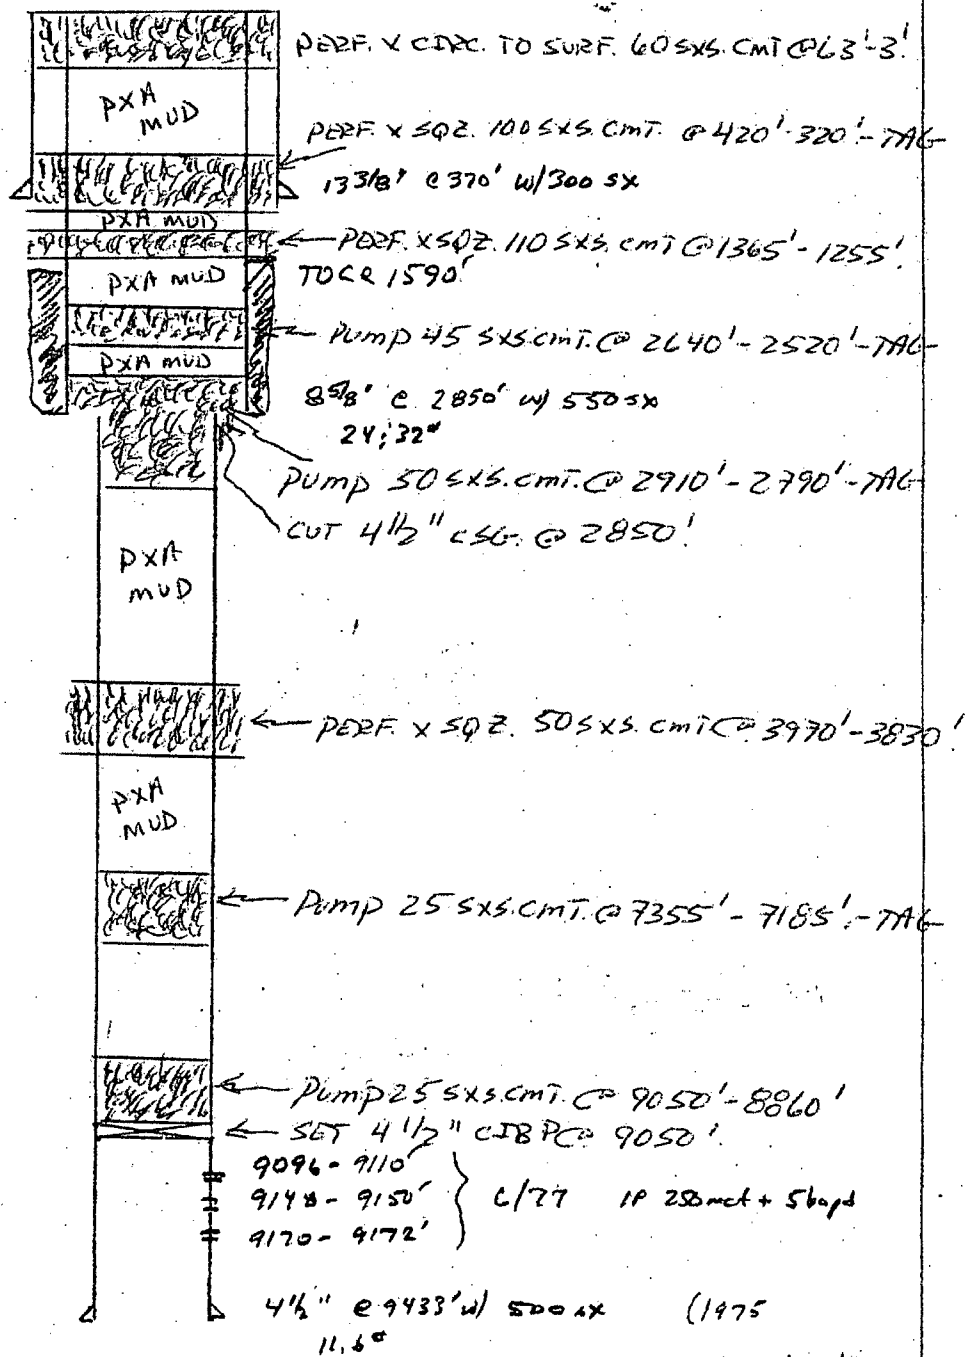 PERF. X CIRC. TO SURF. 60 SXS. CMT @ 63'-3'
PXA
MUD
PERF. X SQZ. 100 SXS. CMT. @ 420'-320'-TAG
13 3/8" @ 370' W/300 SX
PXA MUD
PERF. X SQZ. 110 SXS. CMT @ 1365'-1255'
TOC @ 1590'
PXA MUD
PUMP 45 SXS. CMT. @ 2640'-2520'-TAG
PXA MUD
8 5/8" @ 2850' W/ 550 SX
24; 32#
PUMP 50 SXS. CMT. @ 2910'-2790'-TAG
CUT 4 1/2" CSG. @ 2850'
PXA
MUD
PERF. X SQZ. 50 SXS. CMT @ 3970'-3830'
PXA
MUD
PUMP 25 SXS. CMT. @ 7355'-7185'-TAG
PUMP 25 SXS. CMT. @ 9050'-8860'
SET 4 1/2" CIBP @ 9050'
9096-9110'
9148-9150' 6/77 IP 250 mcf + 5 bopd
9170-9172'
4 1/2" @ 9433' W/ 500 SX (1975
11.6#